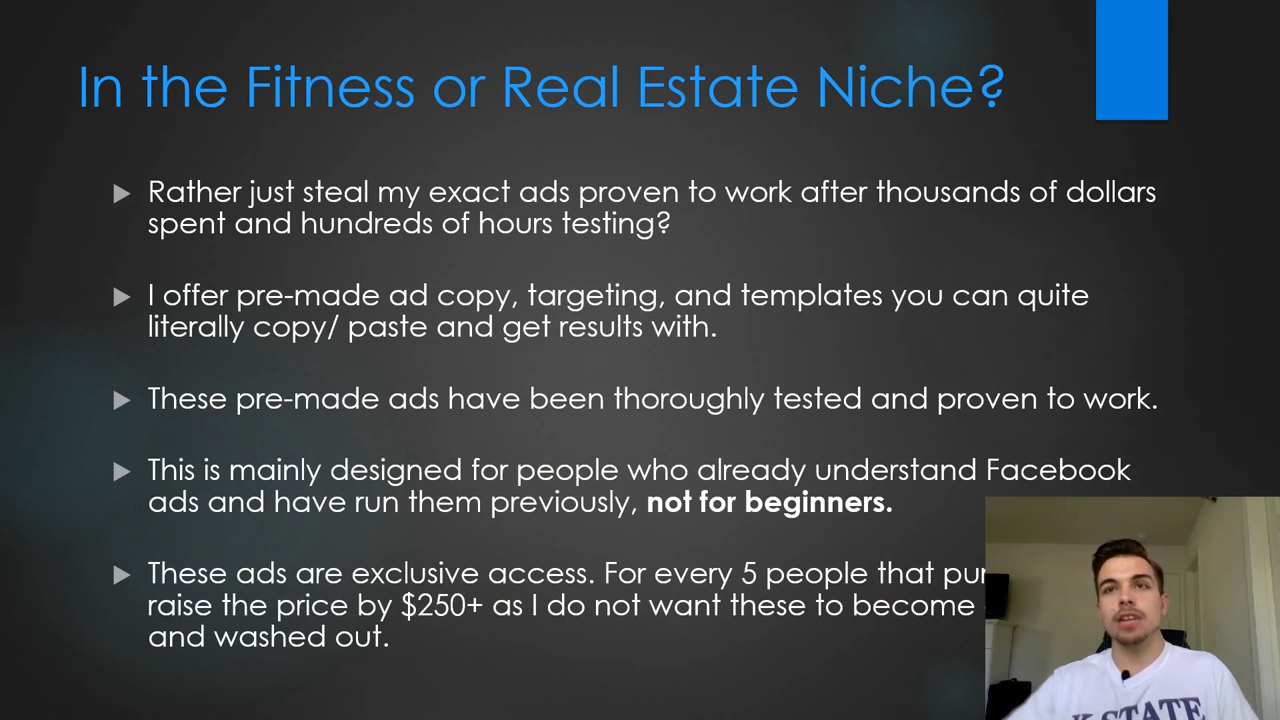 In the Fitness or Real Estate Niche?
Rather just steal my exact ads proven to work after thousands of dollars
spent and hundreds of hours testing?
I offer pre-made ad copy, targeting, and templates you can quite
literally copy/ paste and get results with.
These pre-made ads have been thoroughly tested and proven to work.
This is mainly designed for people who already understand Facebook
ads and have run them previously, not for beginners.
These ads are exclusive access. For every 5 people that
raise the price by $250+ as I do not want these to become
and washed out.
STATE